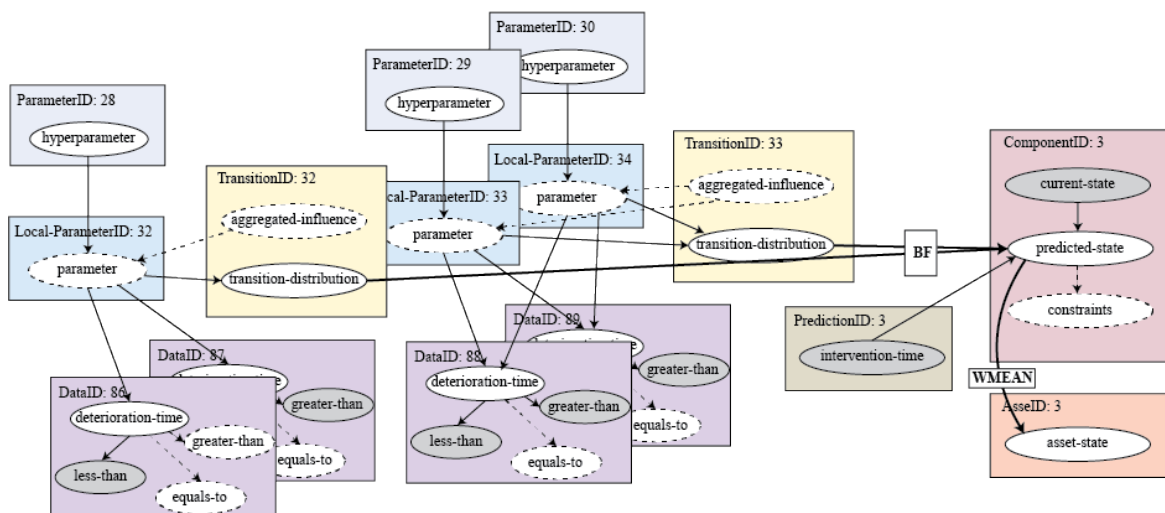 ParameterID: 30
hyperparameter
ParameterID: 29
hyperparameter
ParameterID: 28
hyperparameter
Local-ParameterID: 34
parameter
TransitionID: 33
aggregated-influence
transition-distribution
ComponentID: 3
current-state
predicted-state
constraints
TransitionID: 32
aggregated-influence
transition-distribution
cal-ParameterID: 33
parameter
Local-ParameterID: 32
parameter
BF
PredictionID: 3
intervention-time
WMEAN
AsseID: 3
asset-state
DataID: 89
greater-than
equals-to
DataID: 88
deterioration-time
greater-than
less-than
equals-to
DataID: 87
greater-than
equals-to
DataID: 86
deterioration-time
greater-than
less-than
equals-to